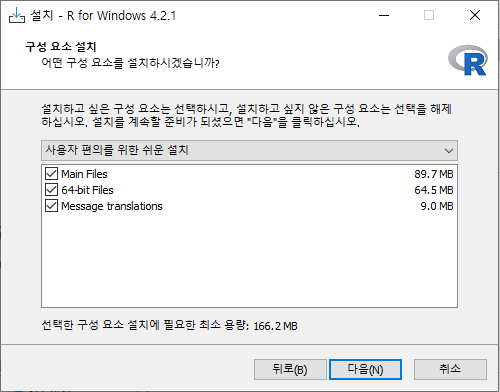 설치 - R for Windows 4.2.1
구성 요소 설치
어떤 구성 요소를 설치하시겠습니까?
R
설치하고 싶은 구성 요소는 선택하시고, 설치하고 싶지 않은 구성 요소는 선택을 해제
하십시오. 설치를 계속할 준비가 되셨으면 "다음"을 클릭하십시오.
사용자 편의를 위한 쉬운 설치
Main Files 89.7 MB
64-bit Files 64.5 MB
Message translations 9.0 MB
선택한 구성 요소 설치에 필요한 최소 용량: 166.2 MB
뒤로(B) 다음(N) 취소